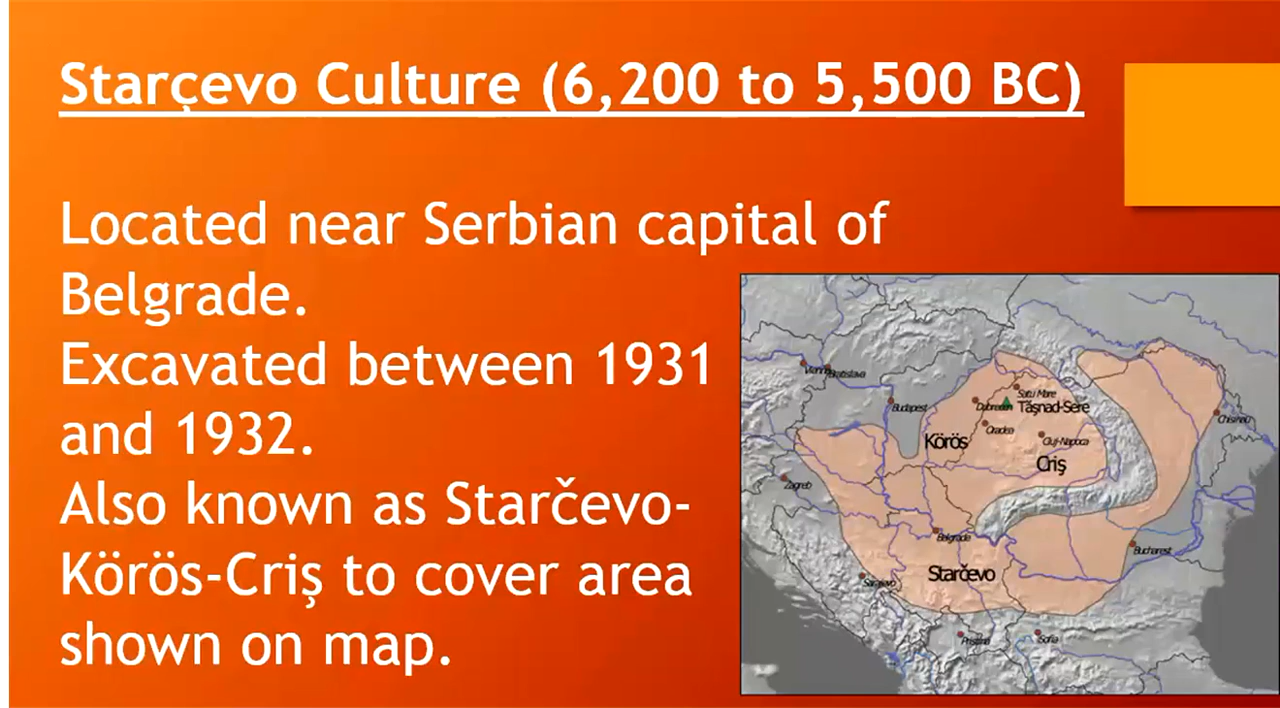 Starçevo Culture (6,200 to 5,500 BC)
Located near Serbian capital of
Belgrade.
Excavated between 1931
and 1932.
Also known as Starčevo-
Körös-Criş to cover area
shown on map.
Vienna
Bratislava
Budapest
Satu Mare
Debrecen
Tăşnad-Sere
Chisinau
Oradea
Körös
Cluj-Napoca
Criş
Zagreb
Belgrade
Bucharest
Starčevo
Sarajevo
Pristina
Sofia